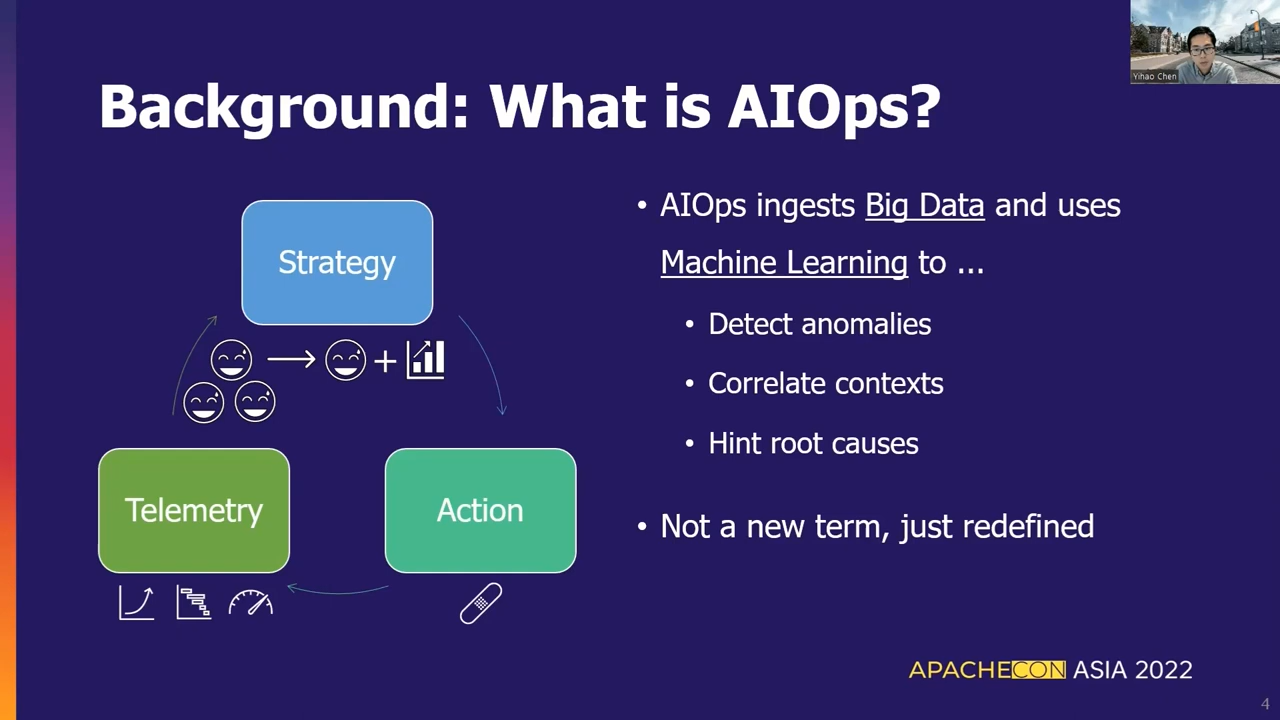 Yihao Chen
Background: What is AIOps?
Strategy
Telemetry
Action
• AIOps ingests Big Data and uses
Machine Learning to ...
• Detect anomalies
• Correlate contexts
• Hint root causes
• Not a new term, just redefined
APACHECON ASIA 2022
4